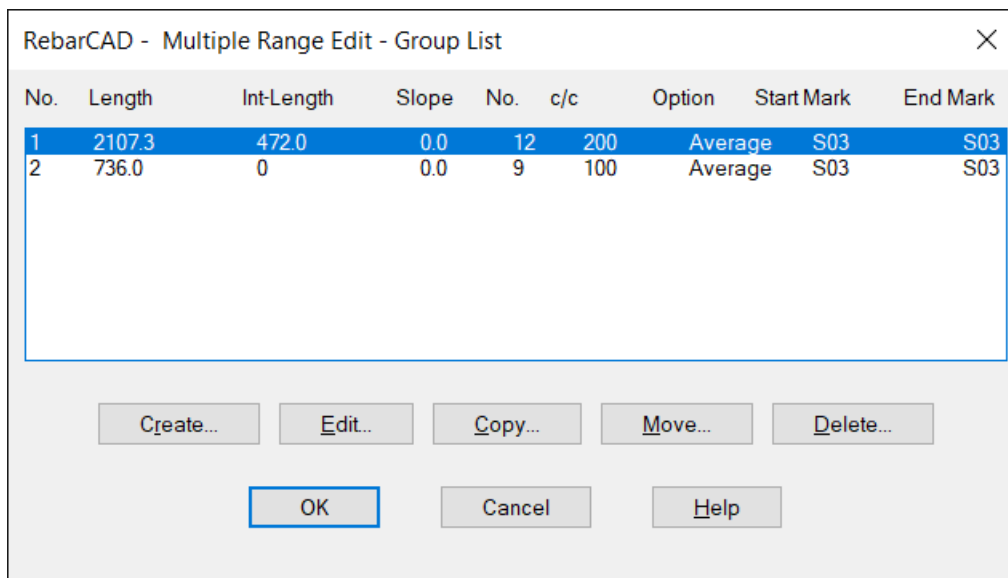 RebarCAD - Multiple Range Edit - Group List
No. Length Int-Length Slope No. c/c Option Start Mark End Mark
1 2107.3 472.0 0.0 12 200 Average S03 S03
2 736.0 0 0.0 9 100 Average S03 S03
Create... Edit... Copy... Move... Delete...
OK Cancel Help